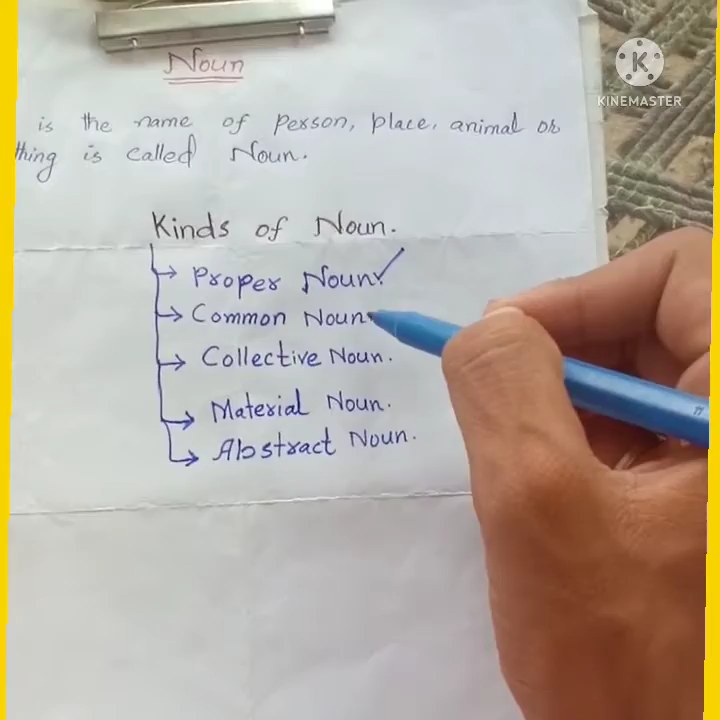 Noun
is the name of person, place, animal or
thing is called Noun.
Kinds of Noun.
Proper Noun
Common Noun
Collective Noun.
Material Noun.
Abstract Noun.
K
KINEMASTER